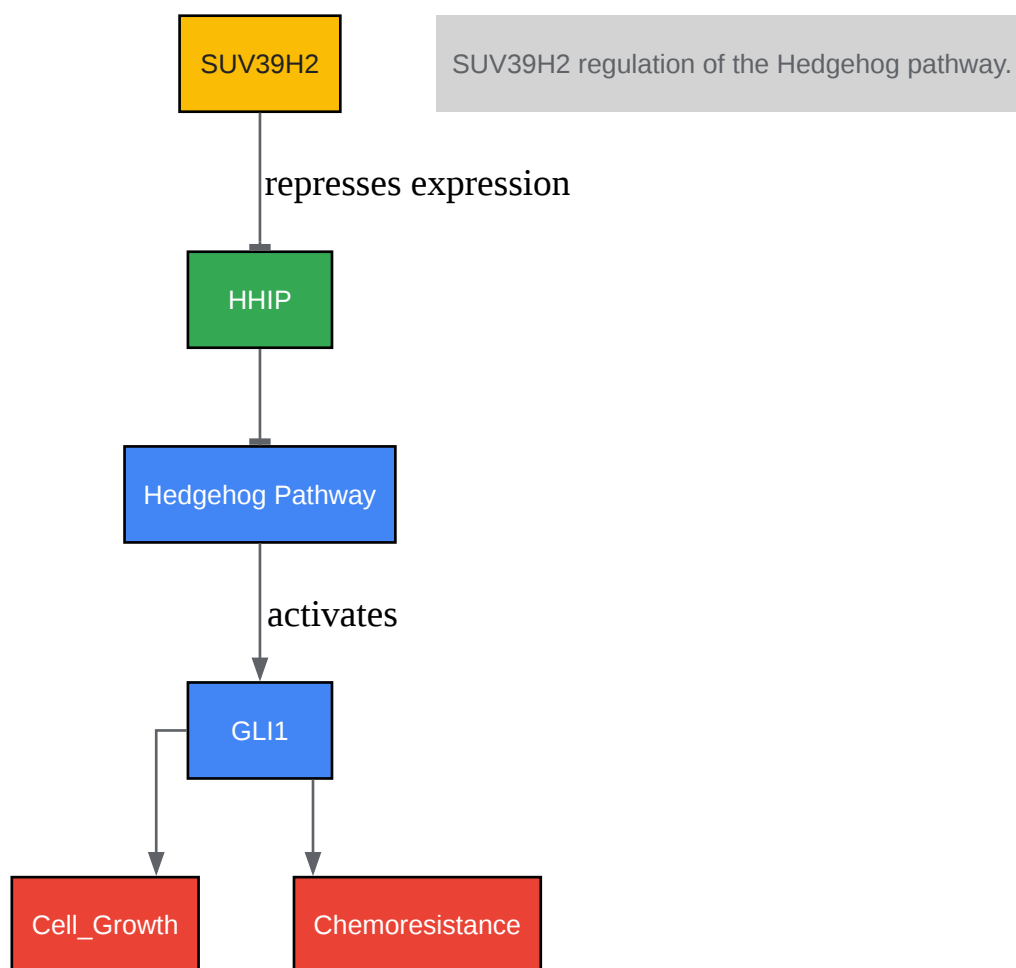 SUV39H2
SUV39H2 regulation of the Hedgehog pathway.
represses expression
HHIP
Hedgehog Pathway
activates
GLI1
Cell_Growth
Chemoresistance